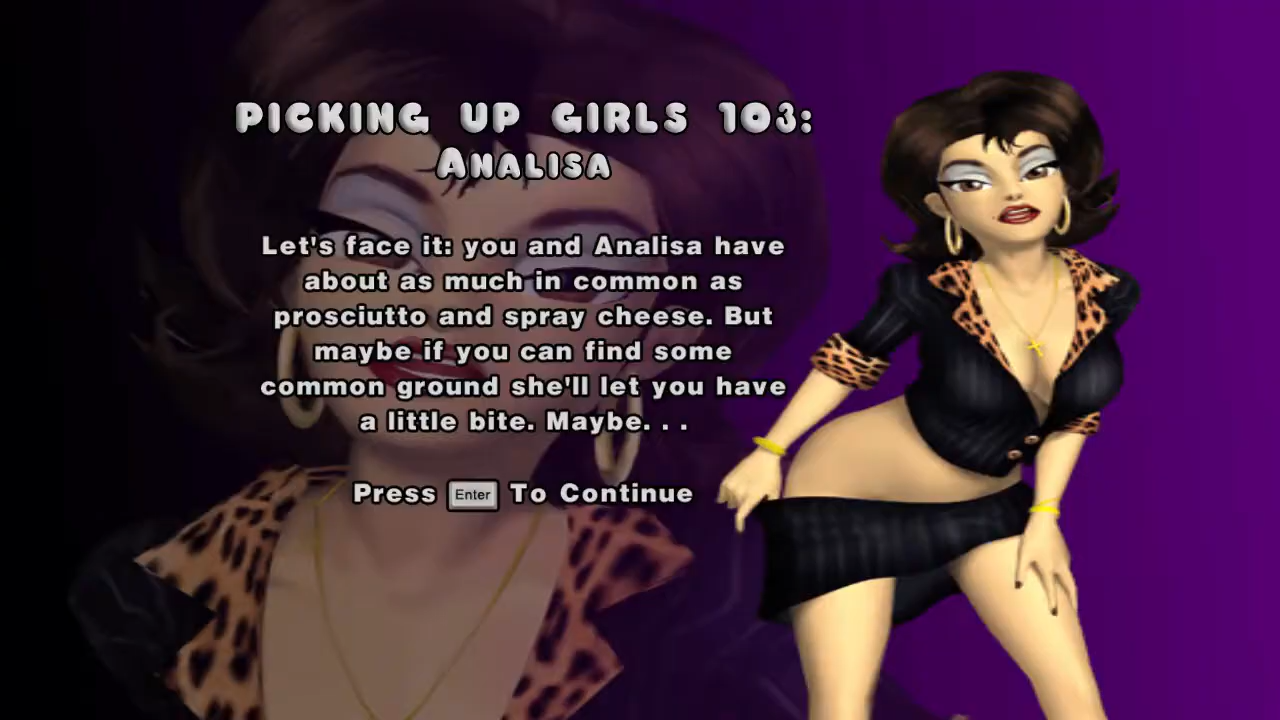 PICKING UP GIRLS 103:
ANALISA
Let's face it: you and Analisa have
about as much in common as
prosciutto and spray cheese. But
maybe if you can find some
common ground she'll let you have
a little bite. Maybe. . .
Press Enter To Continue